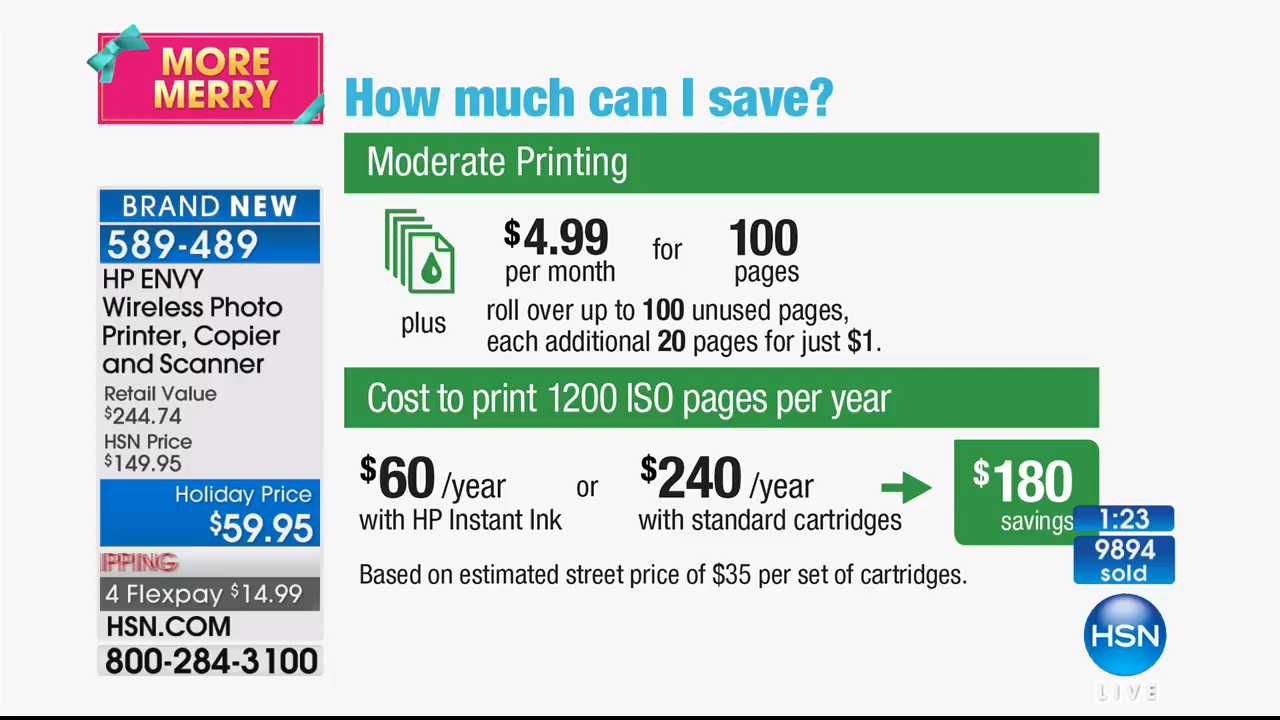 MORE
MERRY
How much can I save?
Moderate Printing
$4.99
per month
for
100
pages
plus
roll over up to 100 unused pages,
each additional 20 pages for just $1.
Cost to print 1200 ISO pages per year
$60/year
with HP Instant Ink
or
$240/year
with standard cartridges
$180
savings
Based on estimated street price of $35 per set of cartridges.
BRAND NEW
589-489
HP ENVY
Wireless Photo
Printer, Copier
and Scanner
Retail Value
$244.74
HSN Price
$149.95
Holiday Price
$59.95
IPPING
4 Flexpay $14.99
HSN.COM
800-284-3100
1:23
9894
sold
HSN
LIVE